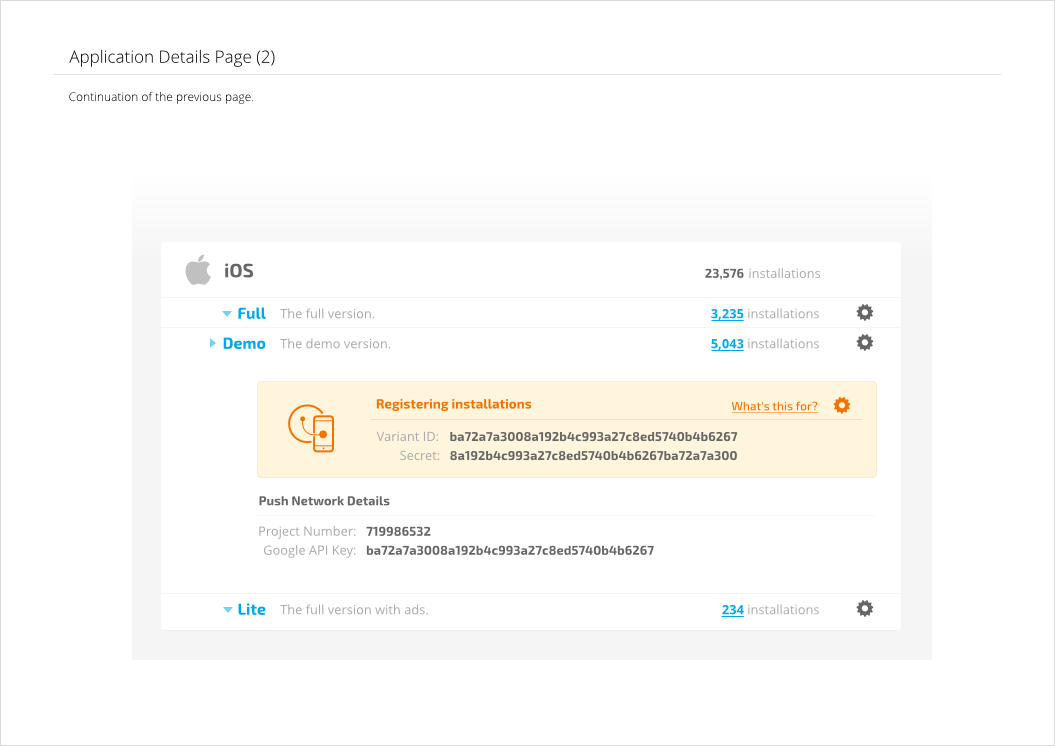 Application Details Page (2)
Continuation of the previous page.
iOS 23,576 installations
Full The full version. 3,235 installations
Demo The demo version. 5,043 installations
Registering installations What's this for?
Variant ID: ba72a7a3008a192b4c993a27c8ed5740b4b6267
Secret: 8a192b4c993a27c8ed5740b4b6267ba72a7a300
Push Network Details
Project Number: 719986532
Google API Key: ba72a7a3008a192b4c993a27c8ed5740b4b6267
Lite The full version with ads. 234 installations